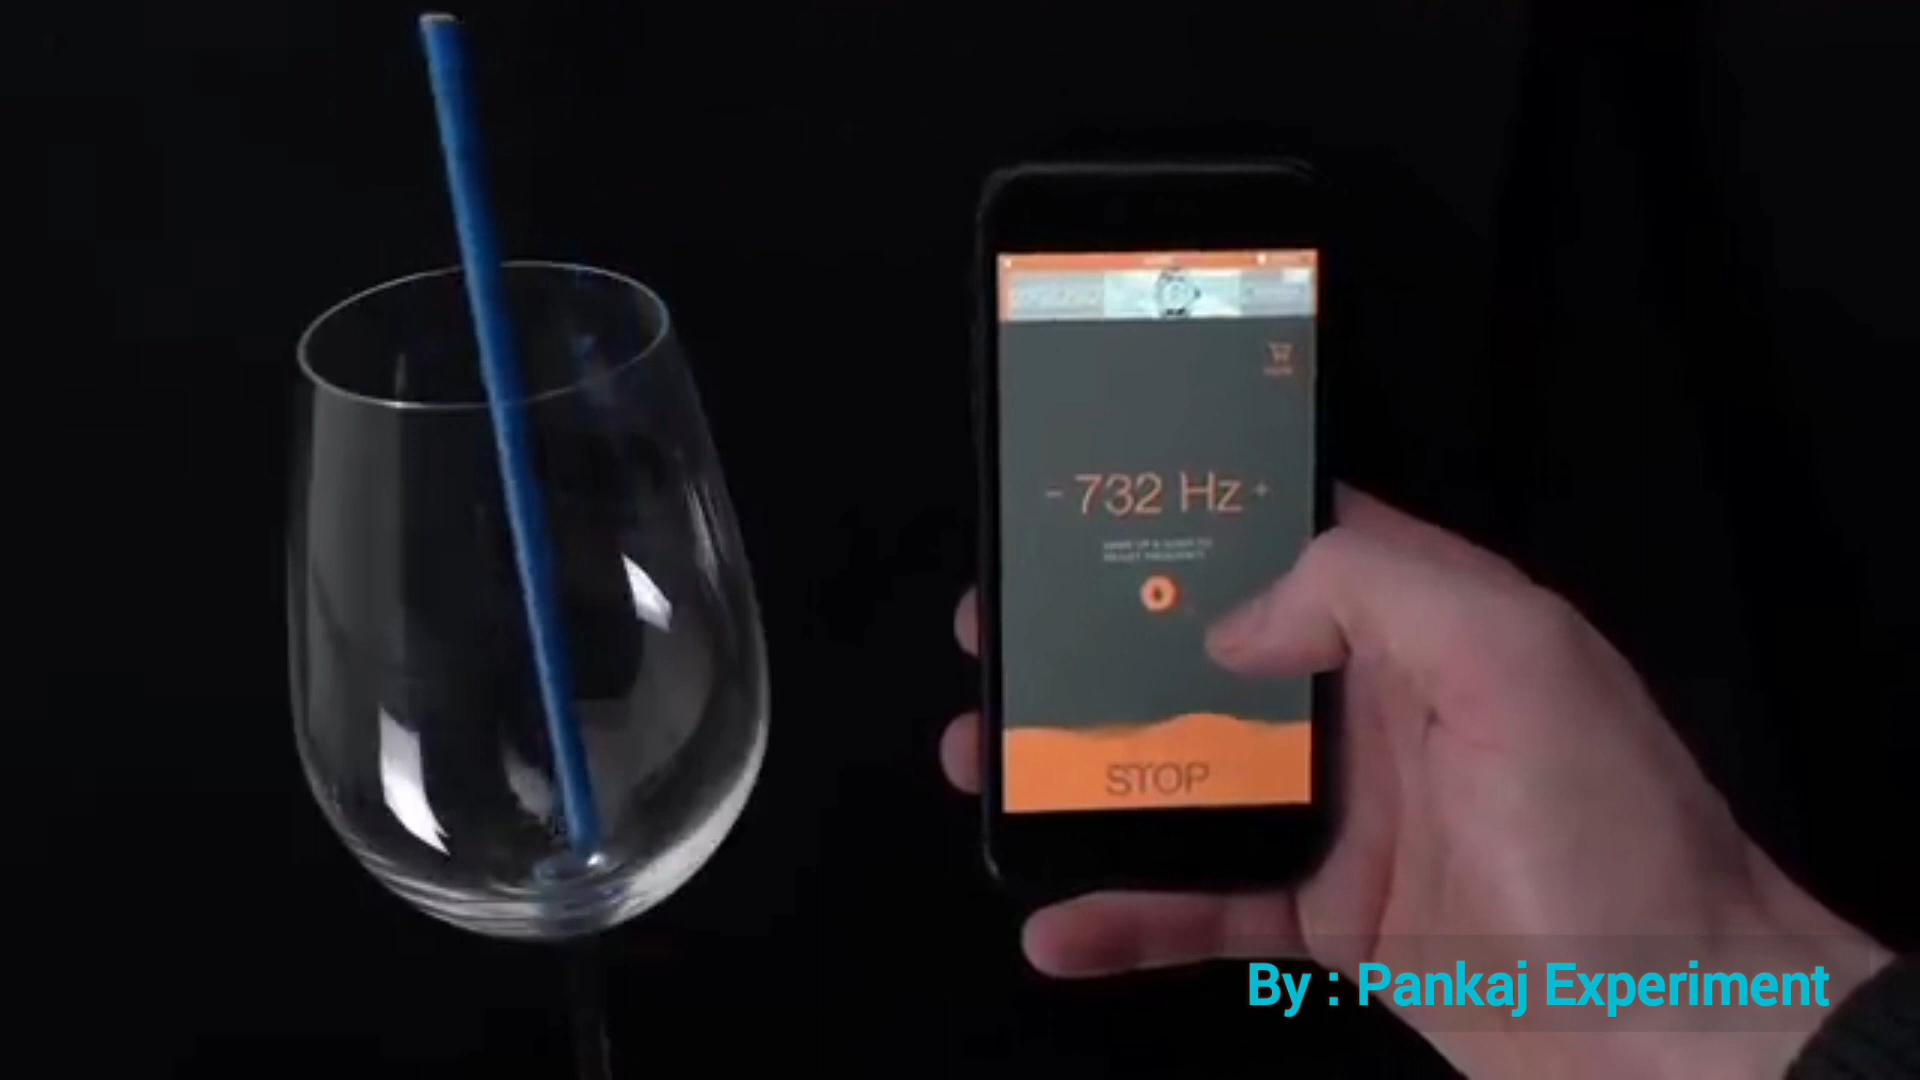 - 732 Hz +
STOP
By : Pankaj Experiment